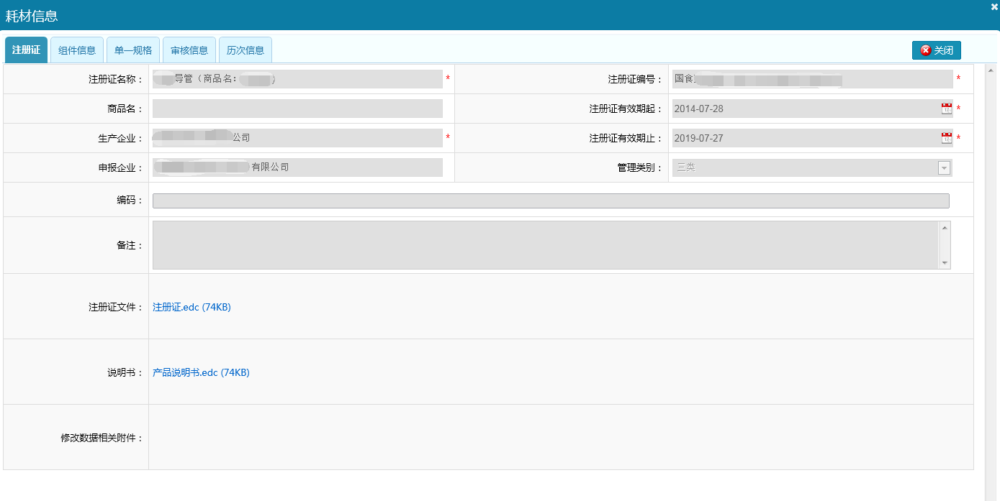 耗材信息
注册证 组件信息 单一规格 审核信息 历次信息 关闭
注册证名称： 导管（商品名： ） * 注册证编号： 国食 *
商品名： 注册证有效期起： 2014-07-28 *
生产企业： 公司 * 注册证有效期止： 2019-07-27 *
申报企业： 有限公司 管理类别： 三类
编码：
备注：
注册证文件： 注册证.edc (74KB)
说明书： 产品说明书.edc (74KB)
修改数据相关附件：